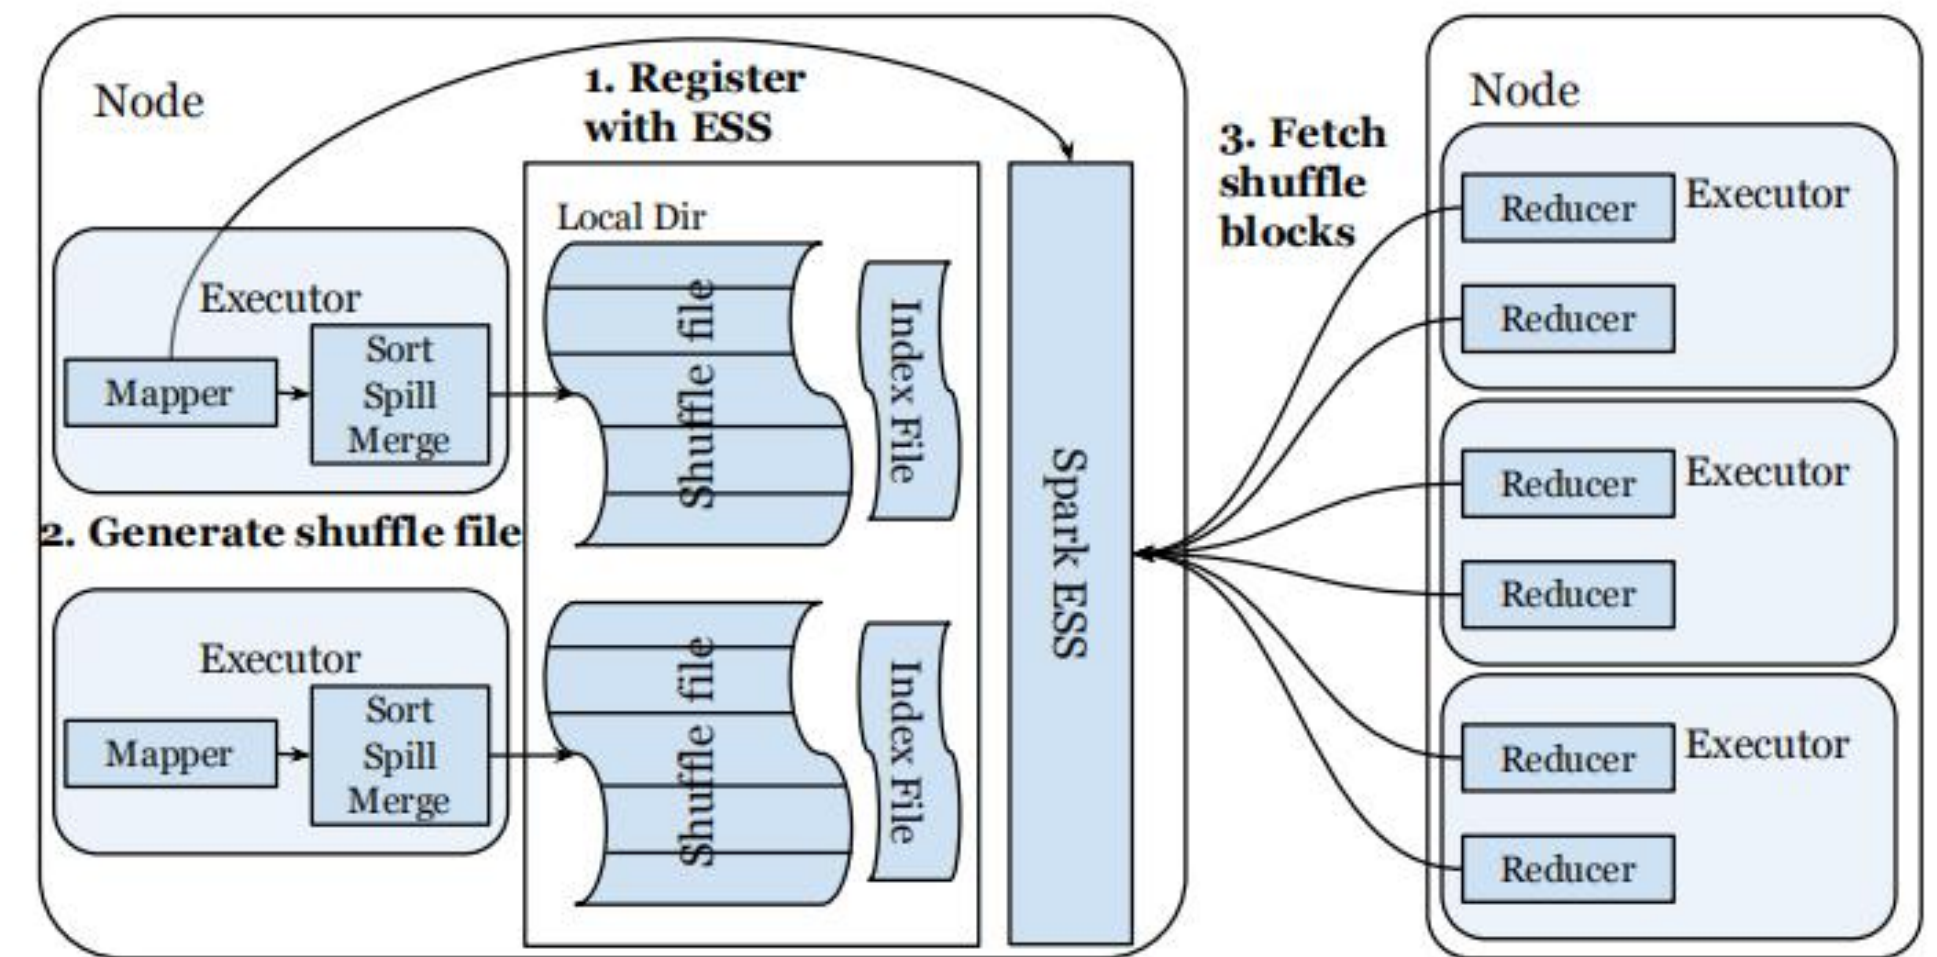 Node
1. Register
with ESS
Local Dir
Executor
Mapper
Sort
Spill
Merge
Shuffle file
Index File
2. Generate shuffle file
Executor
Mapper
Sort
Spill
Merge
Shuffle file
Index File
Spark ESS
3. Fetch
shuffle
blocks
Node
Reducer
Executor
Reducer
Reducer
Executor
Reducer
Reducer
Executor
Reducer